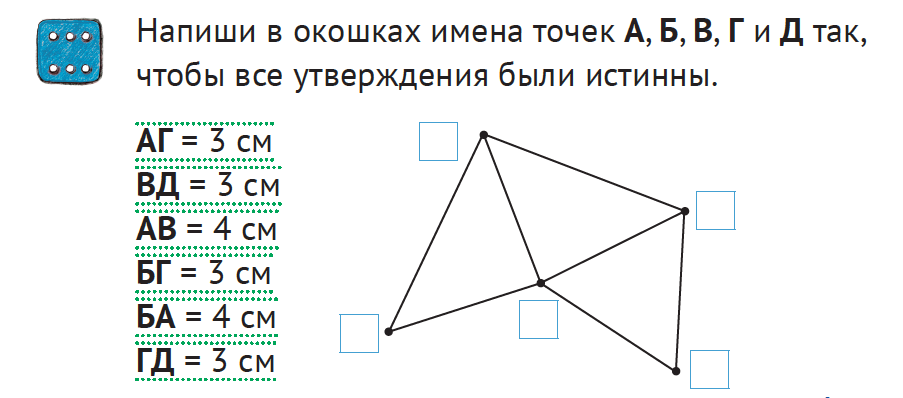 Напиши в окошках имена точек А, Б, В, Г и Д так,
чтобы все утверждения были истинны.
АГ = 3 см
ВД = 3 см
АВ = 4 см
БГ = 3 см
БА = 4 см
ГД = 3 см